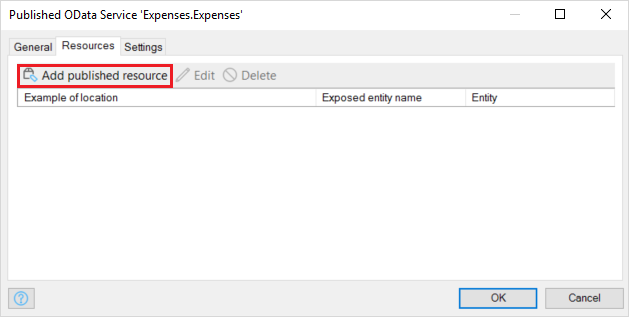 Published OData Service 'Expenses.Expenses'
General Resources Settings
Add published resource Edit Delete
Example of location Exposed entity name Entity
? OK Cancel